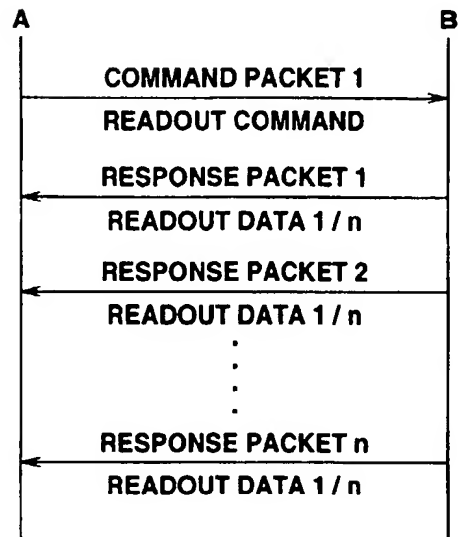 A B
COMMAND PACKET 1
READOUT COMMAND
RESPONSE PACKET 1
READOUT DATA 1 / n
RESPONSE PACKET 2
READOUT DATA 1 / n
RESPONSE PACKET n
READOUT DATA 1 / n